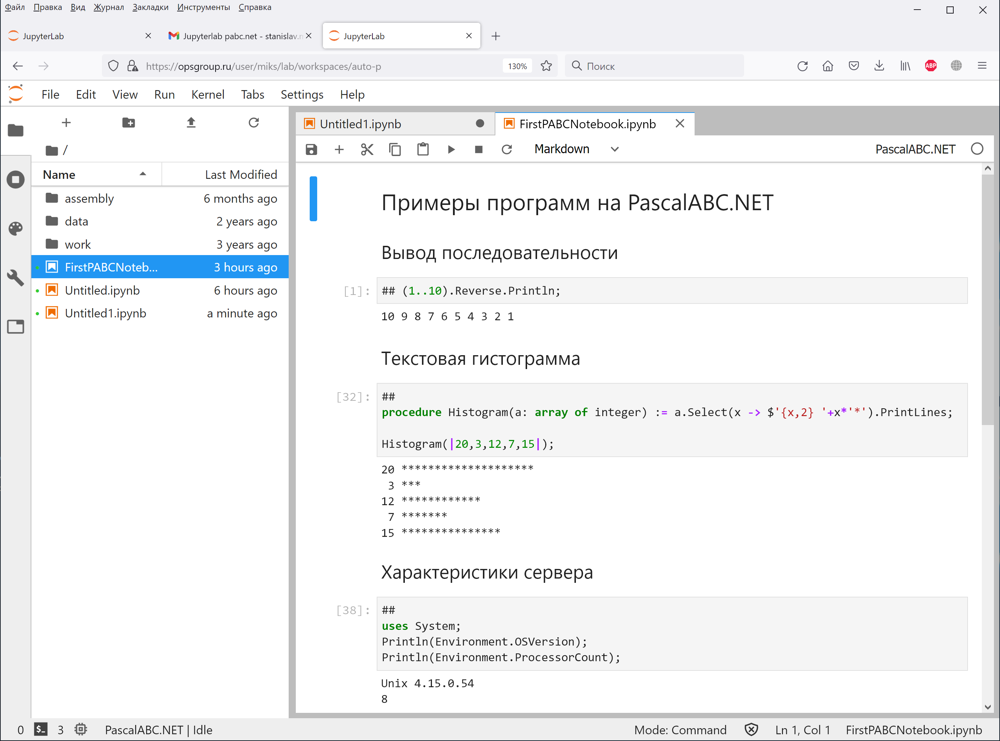 Файл Правка Вид Журнал Закладки Инструменты Справка
JupyterLab
Jupyterlab pabc.net - stanislav.
JupyterLab
https://opsgroup.ru/user/miks/lab/workspaces/auto-p
130%
Поиск
ABP
File Edit View Run Kernel Tabs Settings Help
Untitled1.ipynb
FirstPABCNotebook.ipynb
/
Markdown
PascalABC.NET
Name Last Modified
assembly 6 months ago
data 2 years ago
work 3 years ago
FirstPABCNoteb... 3 hours ago
Untitled.ipynb 6 hours ago
Untitled1.ipynb a minute ago
Примеры программ на PascalABC.NET
Вывод последовательности
[1]: ## (1..10).Reverse.Println;
10 9 8 7 6 5 4 3 2 1
Текстовая гистограмма
[32]: ##
procedure Histogram(a: array of integer) := a.Select(x -> $'{x,2} '+x*'*').PrintLines;
Histogram(|20,3,12,7,15|);
20 ********************
3 ***
12 ************
7 *******
15 ***************
Характеристики сервера
[38]: ##
uses System;
Println(Environment.OSVersion);
Println(Environment.ProcessorCount);
Unix 4.15.0.54
8
0 $_ 3 PascalABC.NET | Idle
Mode: Command Ln 1, Col 1 FirstPABCNotebook.ipynb